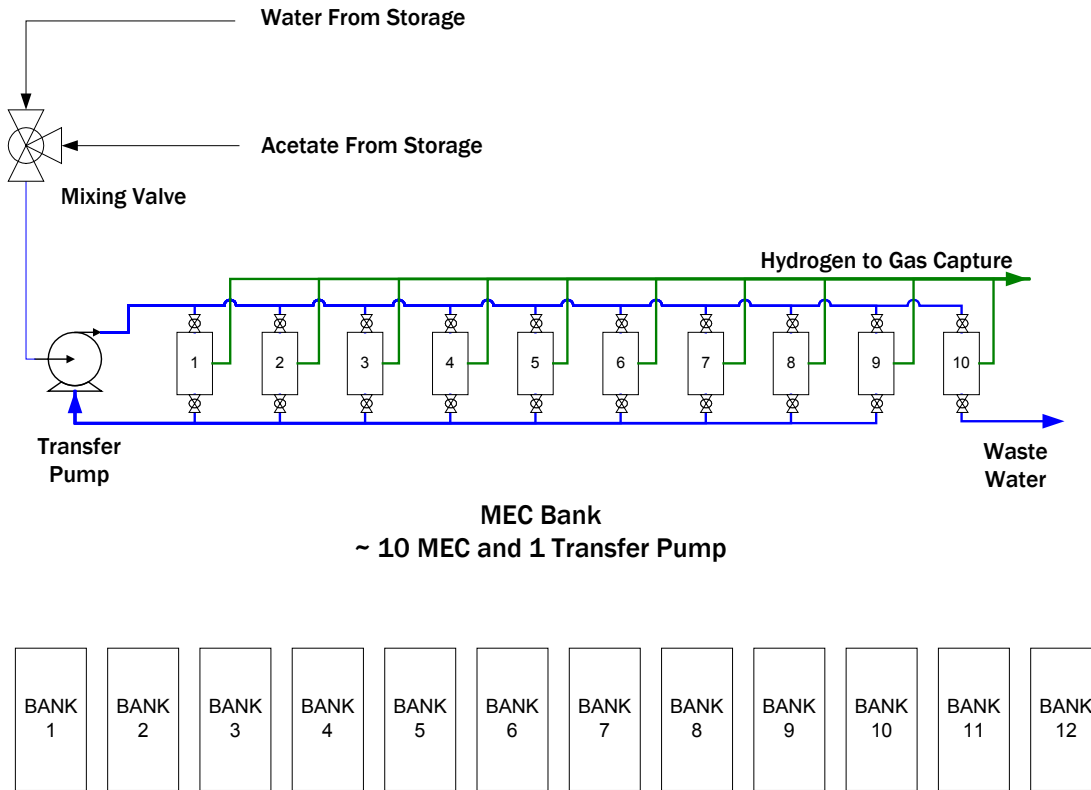 Water From Storage
Acetate From Storage
Mixing Valve
Hydrogen to Gas Capture
1 2 3 4 5 6 7 8 9 10
Transfer
Pump
Waste
Water
MEC Bank
~ 10 MEC and 1 Transfer Pump
BANK BANK BANK BANK BANK BANK BANK BANK BANK BANK BANK BANK
1 2 3 4 5 6 7 8 9 10 11 12